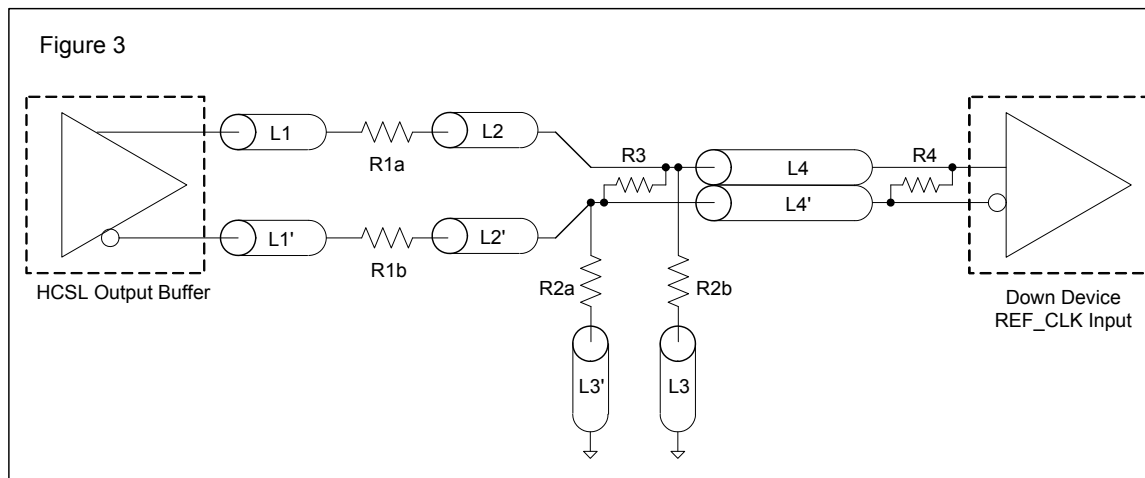 Figure 3
L1
R1a
L2
R3
L4
R4
L4'
L1'
R1b
L2'
R2a
R2b
HCSL Output Buffer
Down Device
REF_CLK Input
L3'
L3